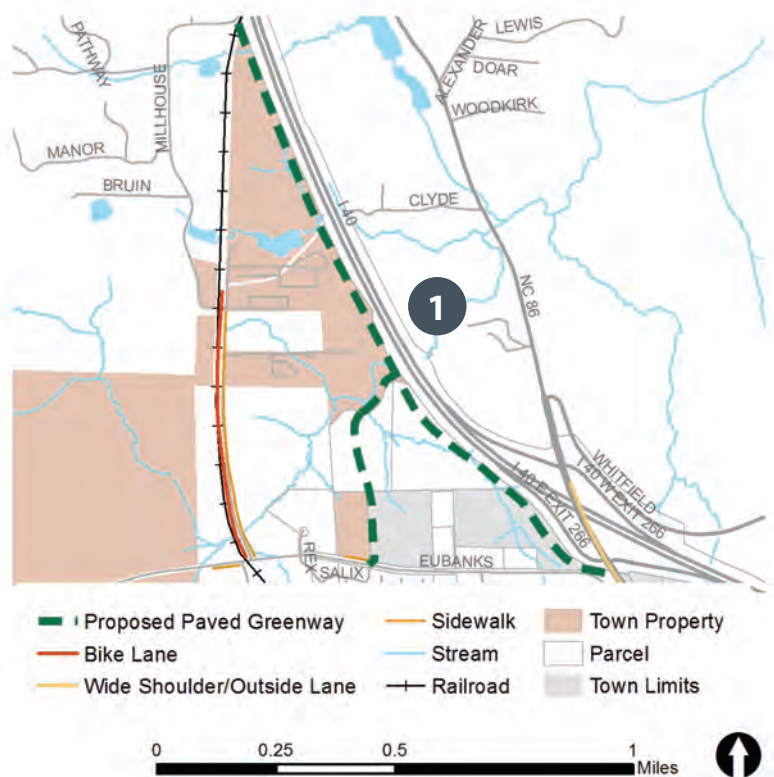 LEWIS
PATHWAY
ALEXANDER
DOAR
WOODKIRK
MILLHOUSE
MANOR
BRUIN
I 40
CLYDE
NC 86
1
WHITFIELD
I 40 W EXIT 266
I 40 E EXIT 266
REX
SALIX
EUBANKS
Proposed Paved Greenway
Sidewalk
Town Property
Bike Lane
Stream
Parcel
Wide Shoulder/Outside Lane
Railroad
Town Limits
0 0.25 0.5 1
Miles